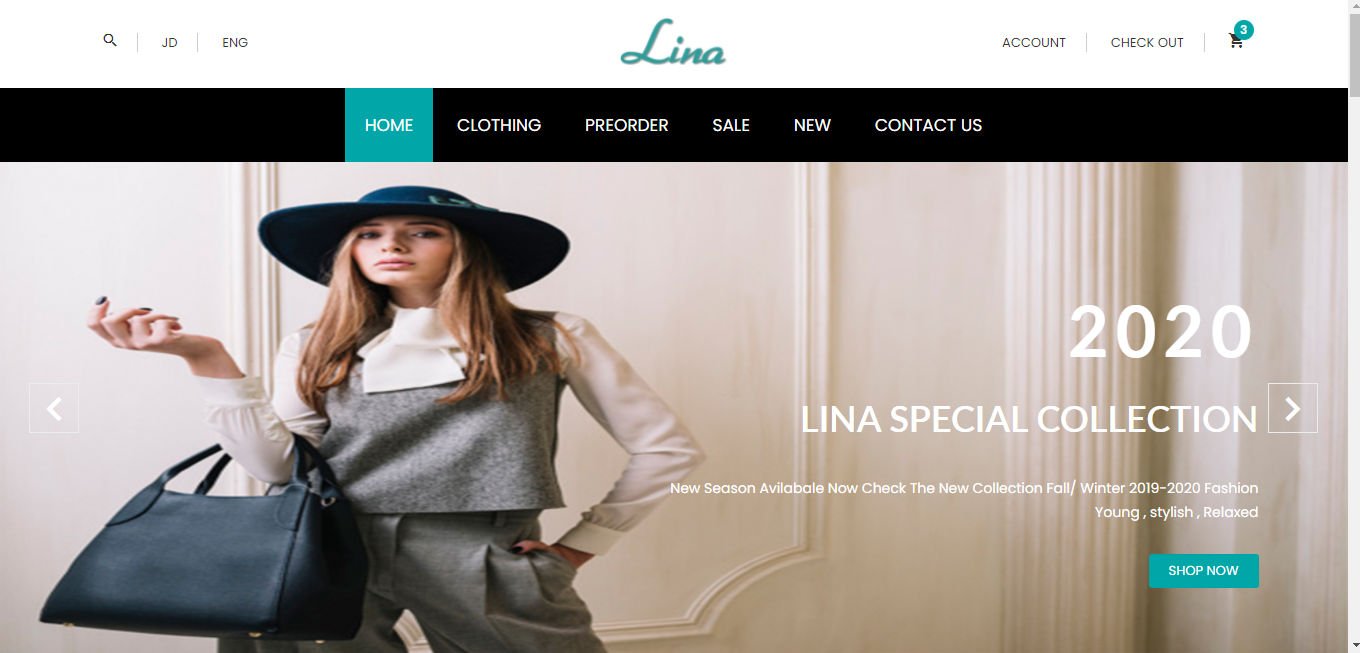 JD
ENG
Lina
ACCOUNT
CHECK OUT
3
HOME
CLOTHING
PREORDER
SALE
NEW
CONTACT US
2020
LINA SPECIAL COLLECTION
New Season Avilabale Now Check The New Collection Fall/ Winter 2019-2020 Fashion
Young , stylish , Relaxed
SHOP NOW